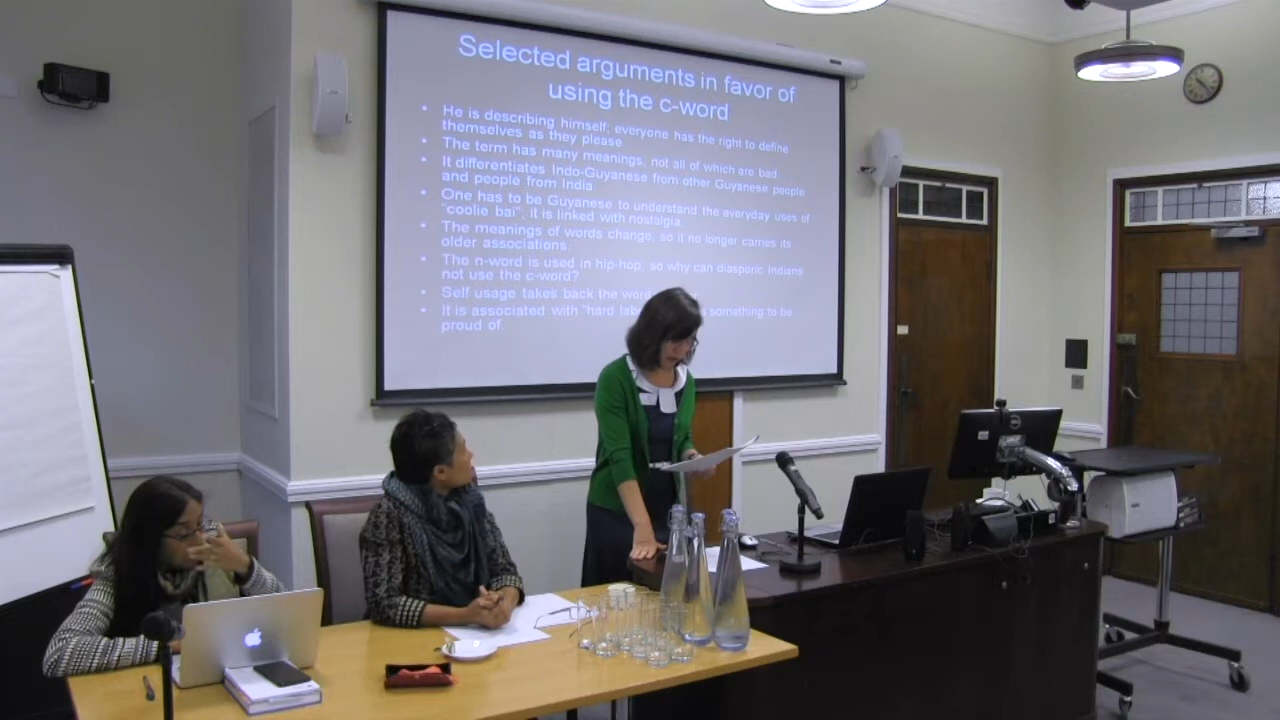 Selected arguments in favor of
using the c-word
• He is describing himself; everyone has the right to define
themselves as they please.
• The term has many meanings, not all of which are bad.
• It differentiates Indo-Guyanese from other Guyanese people
and people from India.
• One has to be Guyanese to understand the everyday uses of
"coolie bai"; it is linked with nostalgia.
• The meanings of words change, so it no longer carries its
older associations.
• The n-word is used in hip-hop, so why can diasporic Indians
not use the c-word?
• Self usage takes back the word
• It is associated with "hard something to be
proud of.